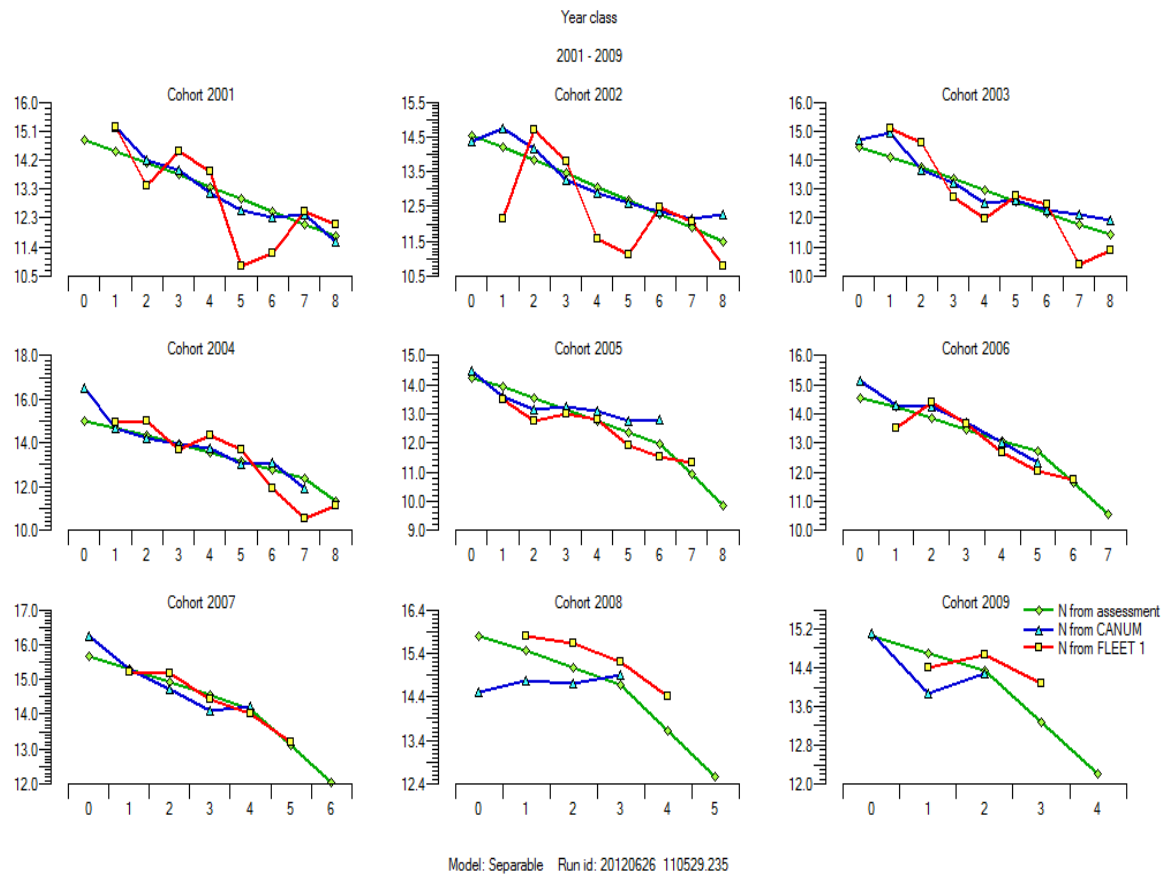 Year class
2001 - 2009
Cohort 2001
16.0
15.1
14.2
13.3
12.3
11.4
10.5
0 1 2 3 4 5 6 7 8
Cohort 2002
15.5
14.5
13.5
12.5
11.5
10.5
0 1 2 3 4 5 6 7 8
Cohort 2003
16.0
15.0
14.0
13.0
12.0
11.0
10.0
0 1 2 3 4 5 6 7 8
Cohort 2004
18.0
16.0
14.0
12.0
10.0
0 1 2 3 4 5 6 7 8
Cohort 2005
15.0
14.0
13.0
12.0
11.0
10.0
9.0
0 1 2 3 4 5 6 7 8
Cohort 2006
16.0
15.0
14.0
13.0
12.0
11.0
10.0
0 1 2 3 4 5 6 7
Cohort 2007
17.0
16.0
15.0
14.0
13.0
12.0
0 1 2 3 4 5 6
Cohort 2008
16.4
15.4
14.4
13.4
12.4
0 1 2 3 4 5
Cohort 2009
15.2
14.4
13.6
12.8
12.0
0 1 2 3 4
N from assessment
N from CANUM
N from FLEET 1
Model: Separable Run id: 20120626 110529.235